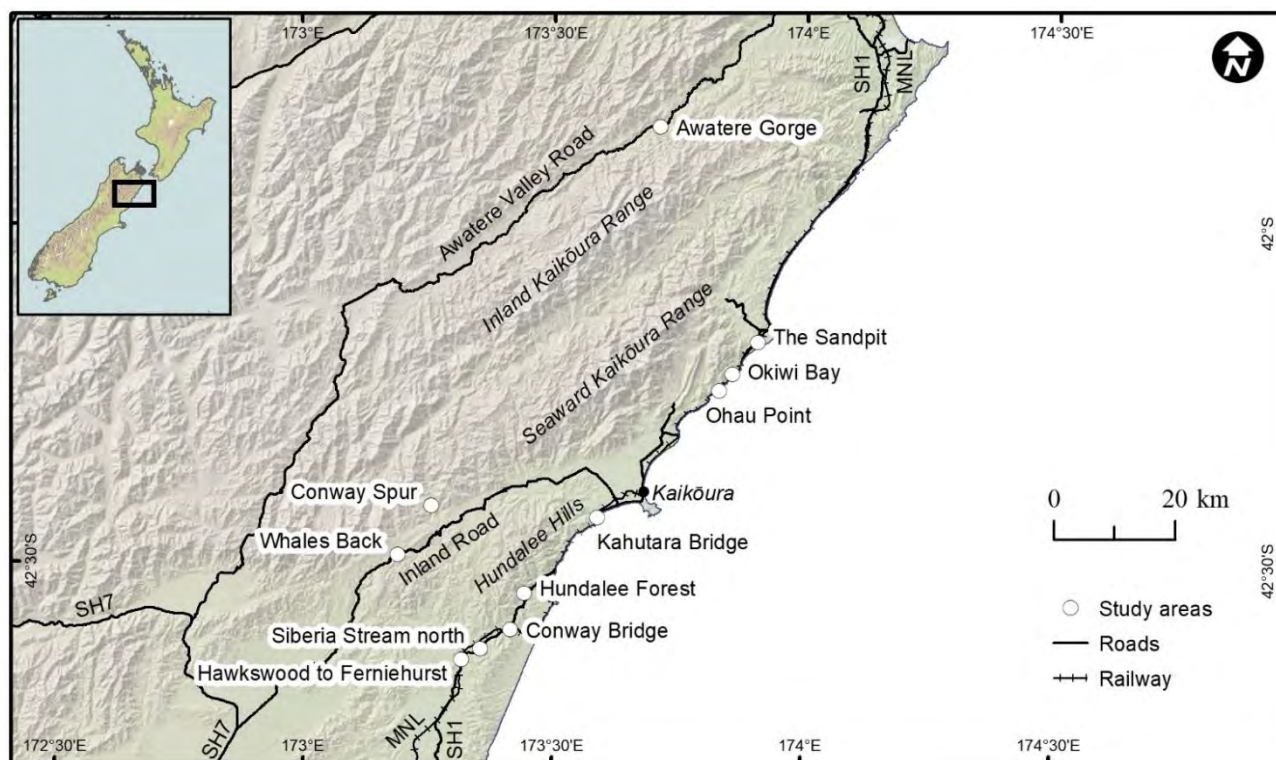 173°E
173°30'E
174°E
174°30'E
N
SH1
MNL
Awatere Gorge
Awatere Valley Road
Inland Kaikōura Range
42°S
Seaward Kaikōura Range
The Sandpit
Okiwi Bay
Ohau Point
Conway Spur
Kaikōura
0 20 km
Whales Back
Inland Road
Hundalee Hills
Kahutara Bridge
42°30'S
42°30'S
Hundalee Forest
Study areas
SH7
Siberia Stream north
Conway Bridge
Roads
Hawkswood to Ferniehurst
Railway
SH7
MNL
SH1
172°30'E
173°E
173°30'E
174°E
174°30'E